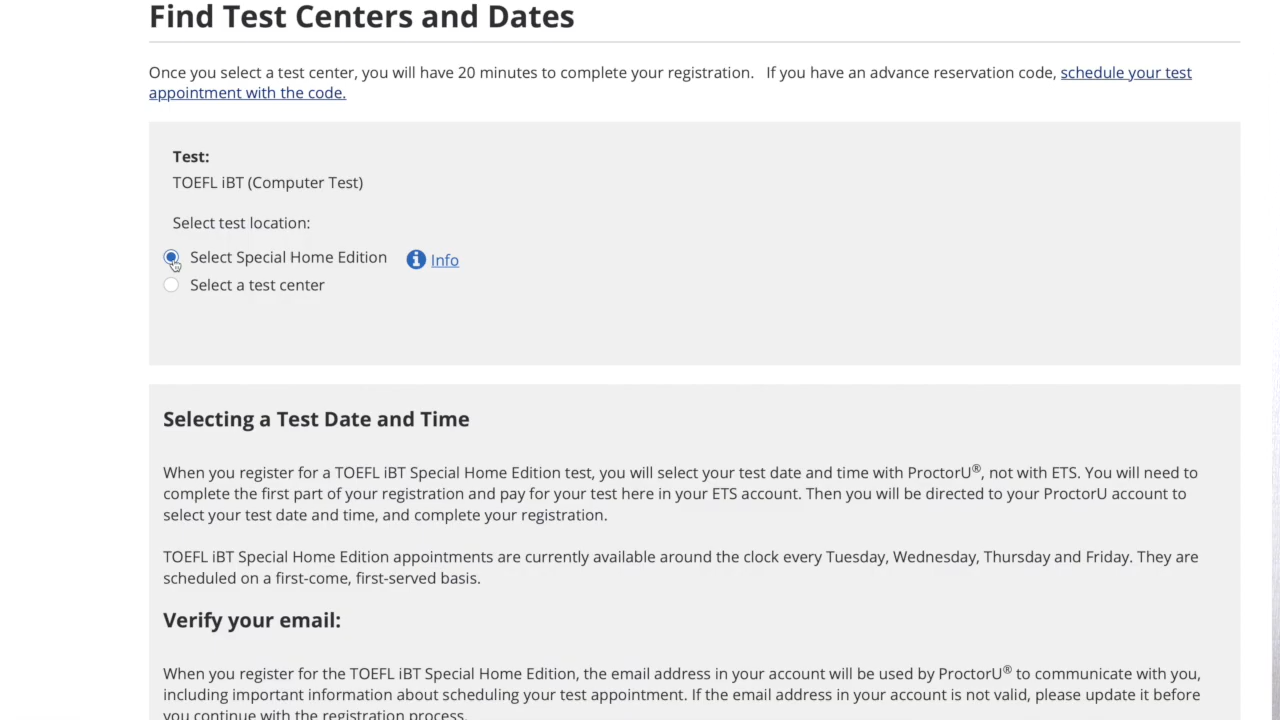 Find Test Centers and Dates
Once you select a test center, you will have 20 minutes to complete your registration. If you have an advance reservation code, schedule your test
appointment with the code.
Test:
TOEFL iBT (Computer Test)
Select test location:
Select Special Home Edition Info
Select a test center
Selecting a Test Date and Time
When you register for a TOEFL iBT Special Home Edition test, you will select your test date and time with ProctorU®, not with ETS. You will need to
complete the first part of your registration and pay for your test here in your ETS account. Then you will be directed to your ProctorU account to
select your test date and time, and complete your registration.
TOEFL iBT Special Home Edition appointments are currently available around the clock every Tuesday, Wednesday, Thursday and Friday. They are
scheduled on a first-come, first-served basis.
Verify your email:
When you register for the TOEFL iBT Special Home Edition, the email address in your account will be used by ProctorU® to communicate with you,
including important information about scheduling your test appointment. If the email address in your account is not valid, please update it before
you continue with the registration process.